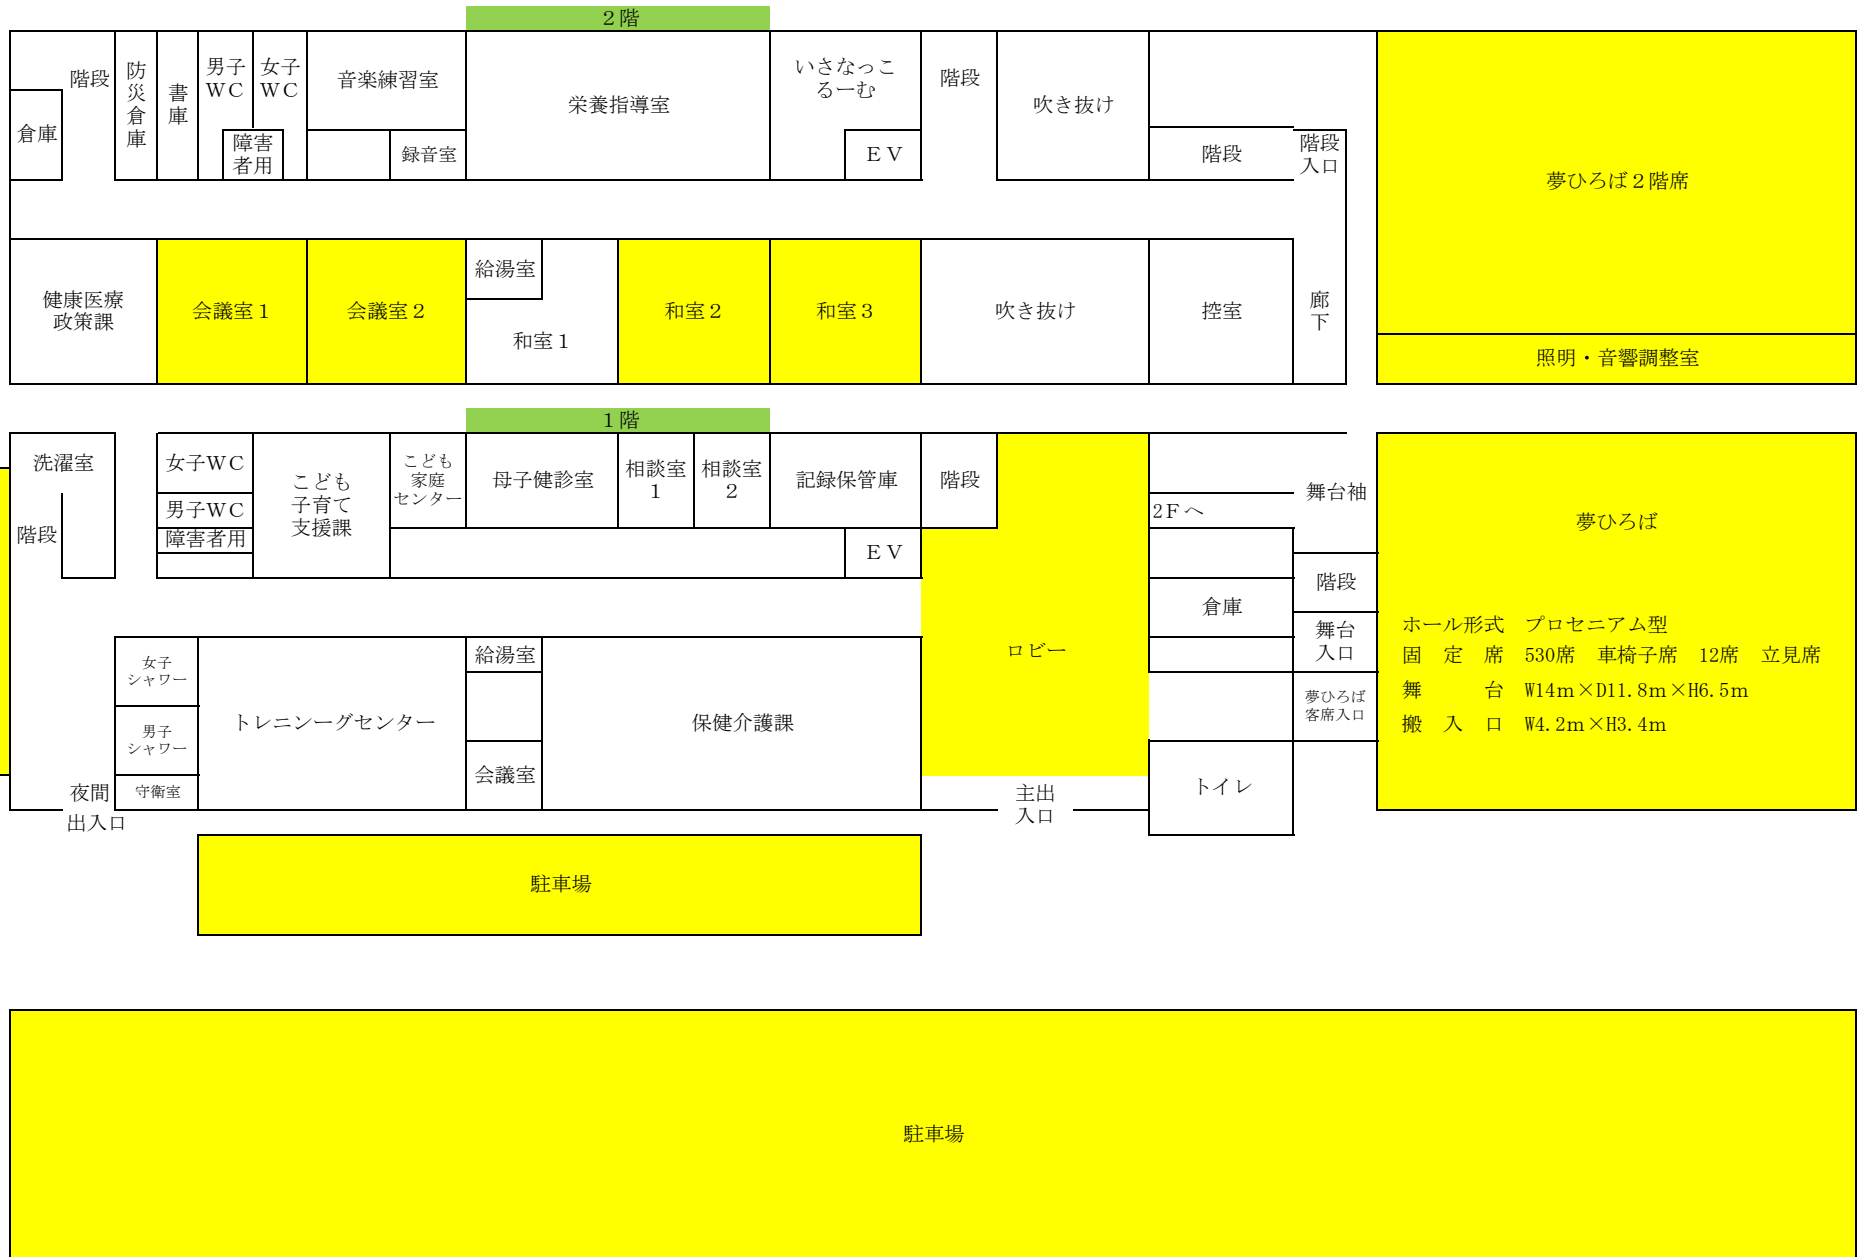 ２階
階段
倉庫
防
災
倉
庫
書
庫
男子
ＷＣ
女子
ＷＣ
障害
者用
音楽練習室
録音室
栄養指導室
いさなっこ
るーむ
ＥＶ
階段
吹き抜け
階段
階段
入口
夢ひろば２階席
健康医療
政策課
会議室１
会議室２
給湯室
和室１
和室２
和室３
吹き抜け
控室
廊
下
照明・音響調整室
１階
洗濯室
階段
女子ＷＣ
男子ＷＣ
障害者用
こども
子育て
支援課
こども
家庭
センター
母子健診室
相談室
１
相談室
２
記録保管庫
ＥＶ
階段
ロビー
2Ｆへ
舞台袖
倉庫
階段
舞台
入口
夢ひろば
客席入口
トイレ
夢ひろば
ホール形式　プロセニアム型
固　定　席　530席　車椅子席　12席　立見席
舞　　　台　W14ｍ×D11.8ｍ×H6.5ｍ
搬　入　口　W4.2ｍ×H3.4ｍ
女子
シャワー
男子
シャワー
守衛室
トレニンーグセンター
給湯室
会議室
保健介護課
夜間
出入口
主出
入口
駐車場
駐車場